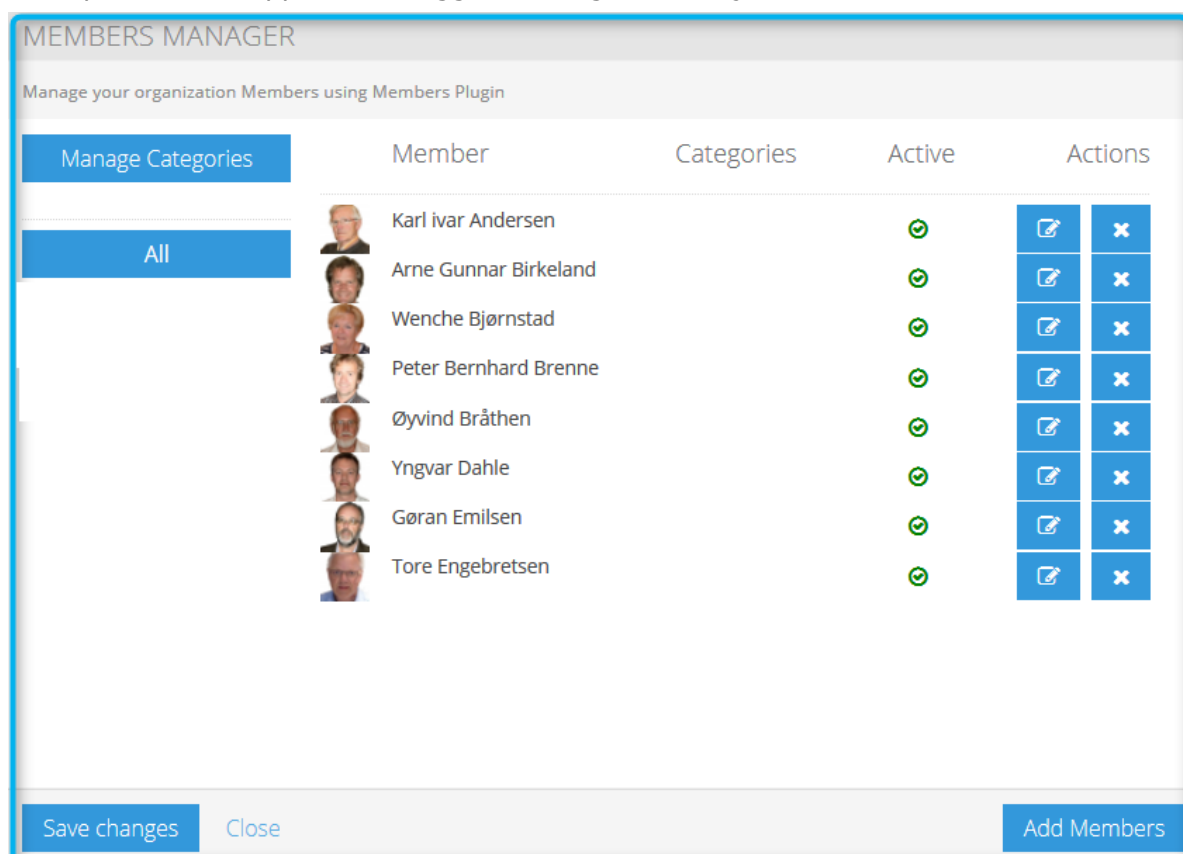 MEMBERS MANAGER
Manage your organization Members using Members Plugin
Manage Categories
All
Member Categories Active Actions
Karl ivar Andersen
Arne Gunnar Birkeland
Wenche Bjørnstad
Peter Bernhard Brenne
Øyvind Bråthen
Yngvar Dahle
Gøran Emilsen
Tore Engebretsen
Save changes Close Add Members